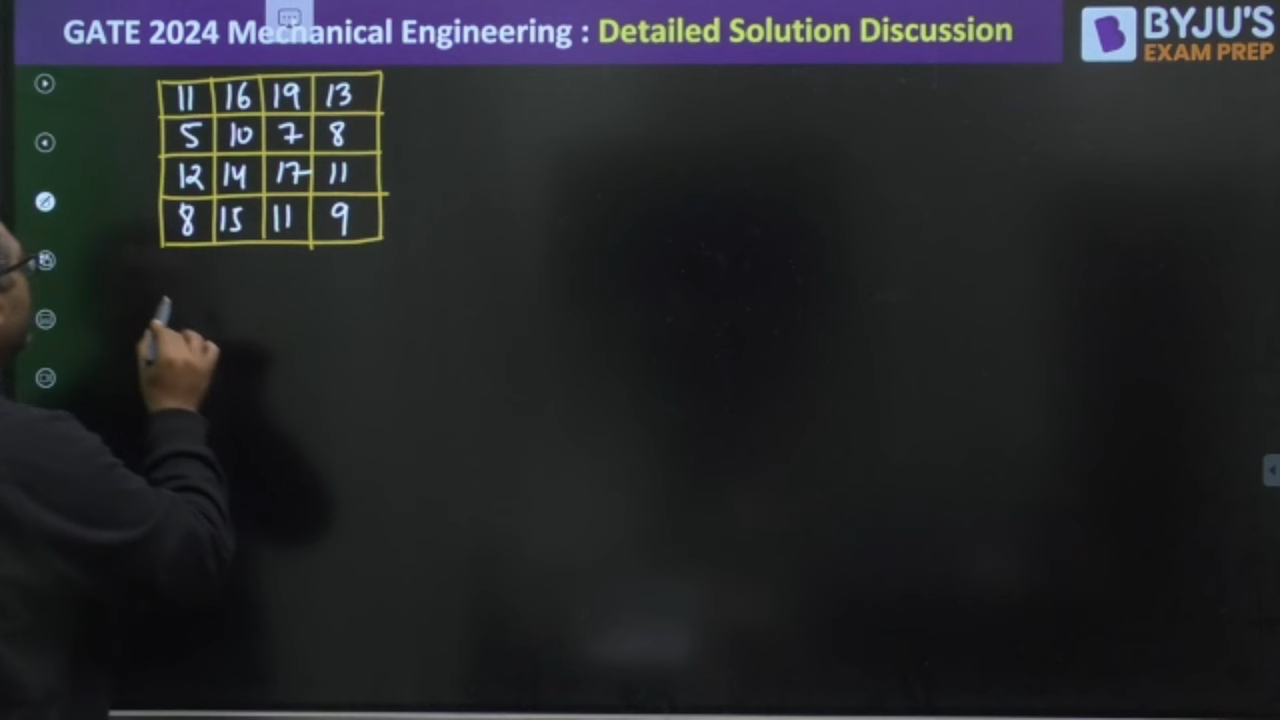 GATE 2024 Mechanical Engineering : Detailed Solution Discussion
BYJU'S
EXAM PREP
11 16 19 13
5 10 7 8
12 14 17 11
8 15 11 9